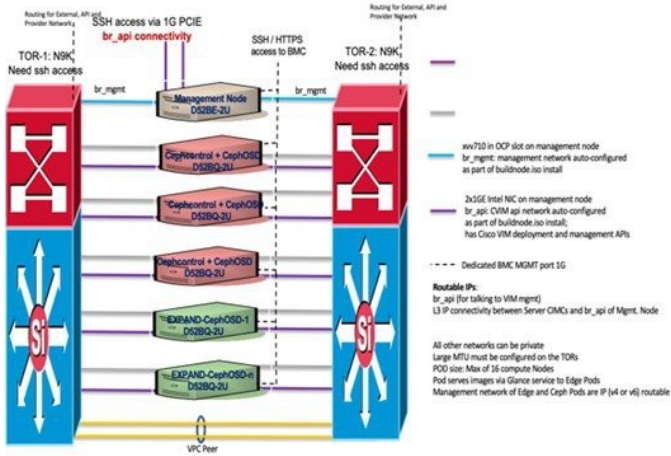 Routing for External, API and
Provider Network
SSH access via 1G PCIE
br_api connectivity
SSH / HTTPS
access to BMC
Routing for External, API and
Provider Network
TOR-1: N9K,
Need ssh access
TOR-2: N9K,
Need ssh access
br_mgmt
Management Node
D52BE-2U
br_mgmt
Cephcontrol + CephOSD
D52BQ-2U
Cephcontrol + CephOSD
D52BQ-2U
Cephcontrol + CephOSD
D52BQ-2U
EXPAND-CephOSD-1
D52BQ-2U
EXPAND-CephOSD-n
D52BQ-2U
Si
Si
VPC Peer
xvv710 in OCP slot on management node
br_mgmt: management network auto-configured
as part of buildnode.iso install
2x1GE Intel NIC on management node
br_api: CVIM api network auto-configured
as part of buildnode.iso install;
has Cisco VIM deployment and management APIs
Dedicated BMC MGMT port 1G
Routable IPs:
br_api (for talking to VIM mgmt)
L3 IP connectivity between Server CIMCs and br_api of Mgmt. Node
All other networks can be private
Large MTU must be configured on the TORs
POD size: Max of 16 compute Nodes
Pod serves images via Glance service to Edge Pods
Management network of Edge and Ceph Pods are IP (v4 or v6) routable